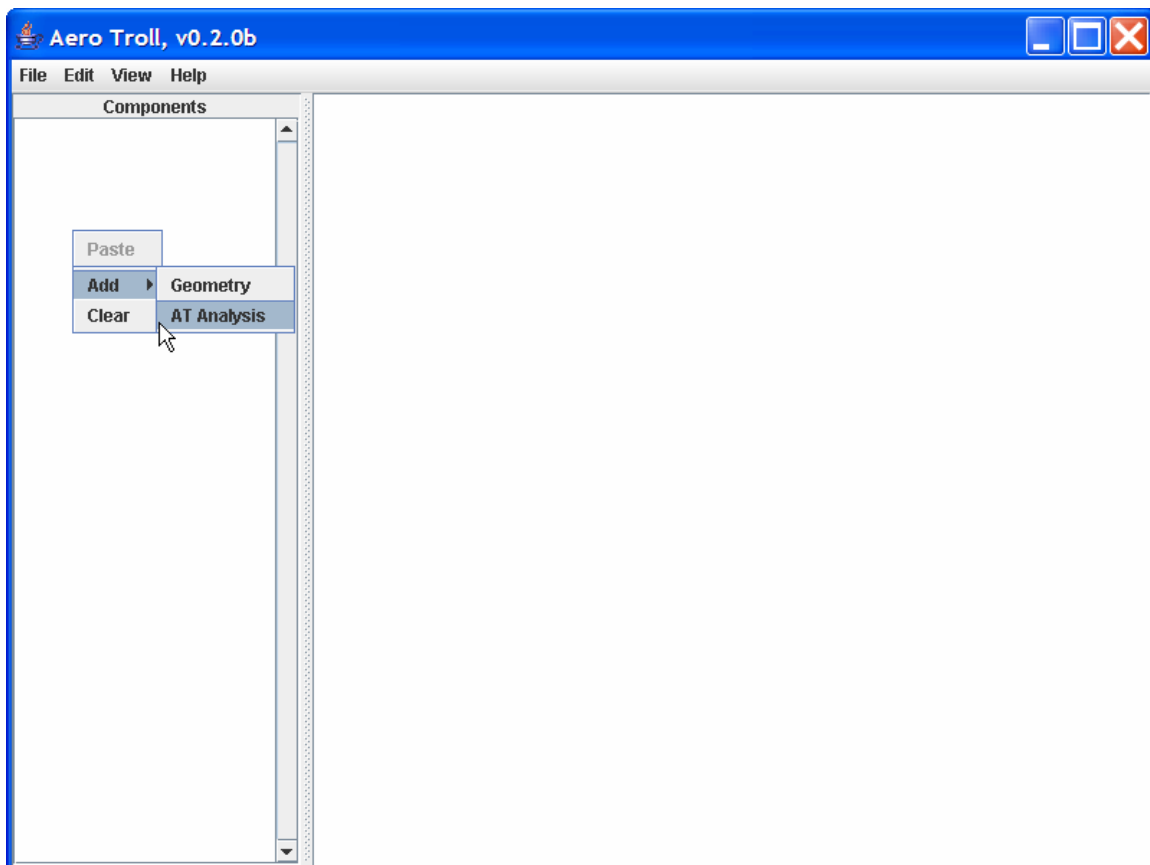 Aero Troll, v0.2.0b
File Edit View Help
Components
Paste
Add Geometry
Clear AT Analysis